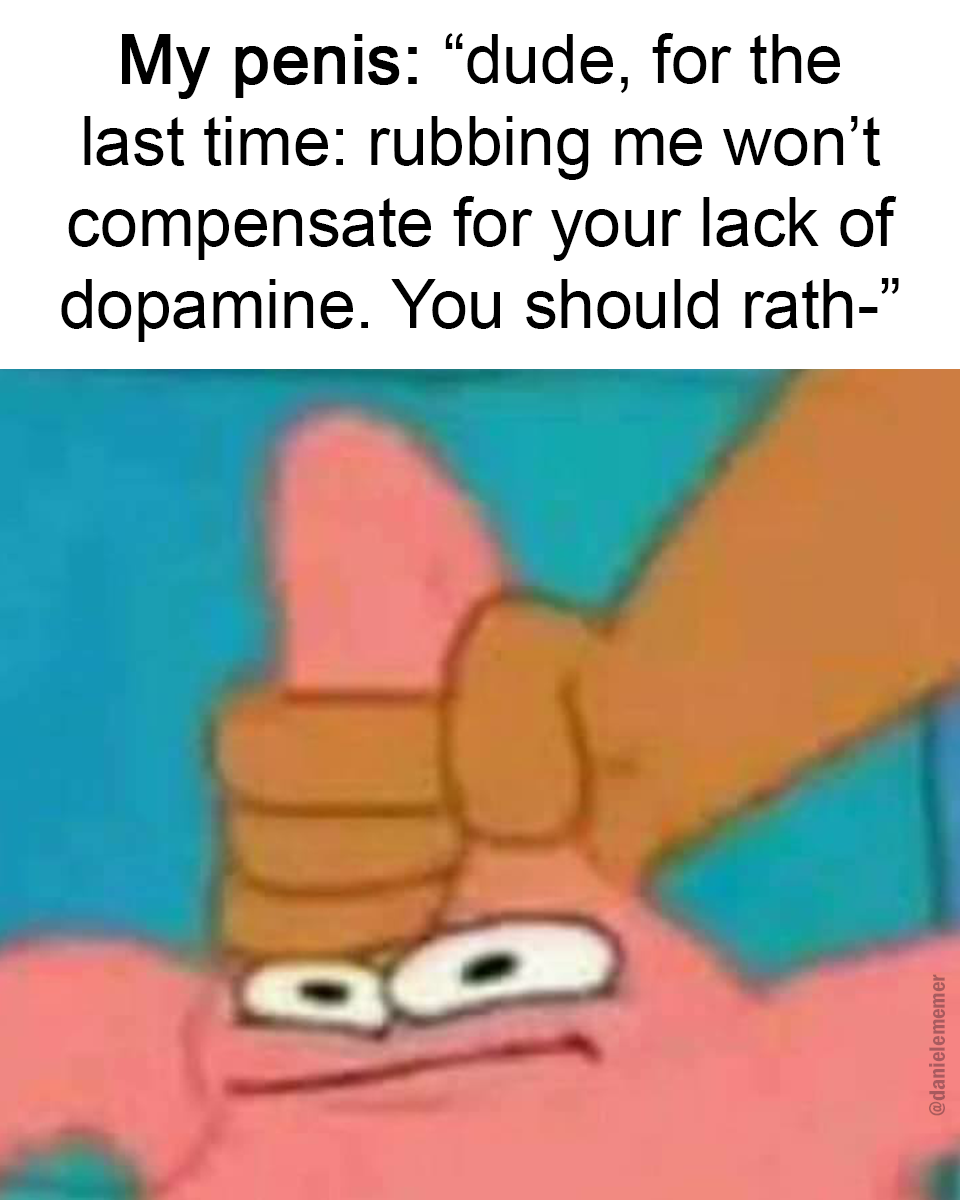 My penis: “dude, for the
last time: rubbing me won’t
compensate for your lack of
dopamine. You should rath-”
@danielememer